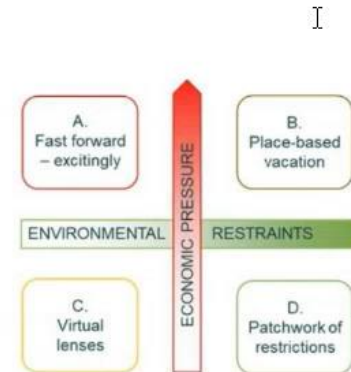 A.
Fast forward
– excitingly
B.
Place-based
vacation
ENVIRONMENTAL
RESTRAINTS
ECONOMIC PRESSURE
C.
Virtual
lenses
D.
Patchwork of
restrictions